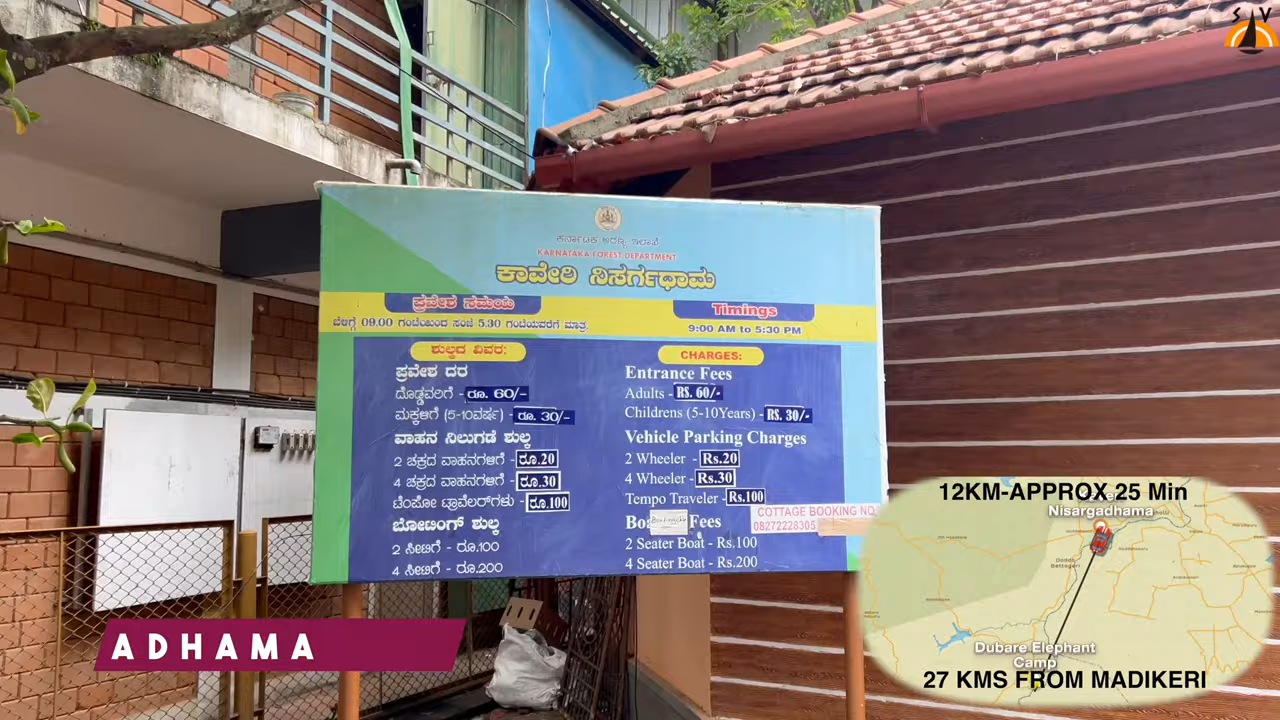 S V
ಕರ್ನಾಟಕ ಅರಣ್ಯ ಇಲಾಖೆ
KARNATAKA FOREST DEPARTMENT
ಕಾವೇರಿ ನಿಸರ್ಗಧಾಮ
ಪ್ರವೇಶ ಸಮಯ
ಬೆಳಿಗ್ಗೆ 09.00 ಗಂಟೆಯಿಂದ ಸಂಜೆ 5.30 ಗಂಟೆಯವರೆಗೆ ಮಾತ್ರ.
Timings
9:00 AM to 5:30 PM
ಶುಲ್ಕದ ವಿವರ:
ಪ್ರವೇಶ ದರ
ದೊಡ್ಡವರಿಗೆ - ರೂ. 60/-
ಮಕ್ಕಳಿಗೆ (5-10ವರ್ಷ) - ರೂ. 30/-
ವಾಹನ ನಿಲುಗಡೆ ಶುಲ್ಕ
2 ಚಕ್ರದ ವಾಹನಗಳಿಗೆ - ರೂ.20
4 ಚಕ್ರದ ವಾಹನಗಳಿಗೆ - ರೂ.30
ಟೆಂಪೋ ಟ್ರಾವೆಲರ್‌ಗಳು - ರೂ.100
ಬೋಟಿಂಗ್ ಶುಲ್ಕ
2 ಸೀಟಿಗೆ - ರೂ.100
4 ಸೀಟಿಗೆ - ರೂ.200
CHARGES:
Entrance Fees
Adults - RS. 60/-
Childrens (5-10Years) - RS. 30/-
Vehicle Parking Charges
2 Wheeler - Rs.20
4 Wheeler - Rs.30
Tempo Traveler - Rs.100
Fees
2 Seater Boat - Rs.100
4 Seater Boat - Rs.200
COTTAGE BOOKING NO
08272228305
ADHAMA
12KM-APPROX 25 Min
Nisargadhama
Dubare Elephant
Camp
27 KMS FROM MADIKERI